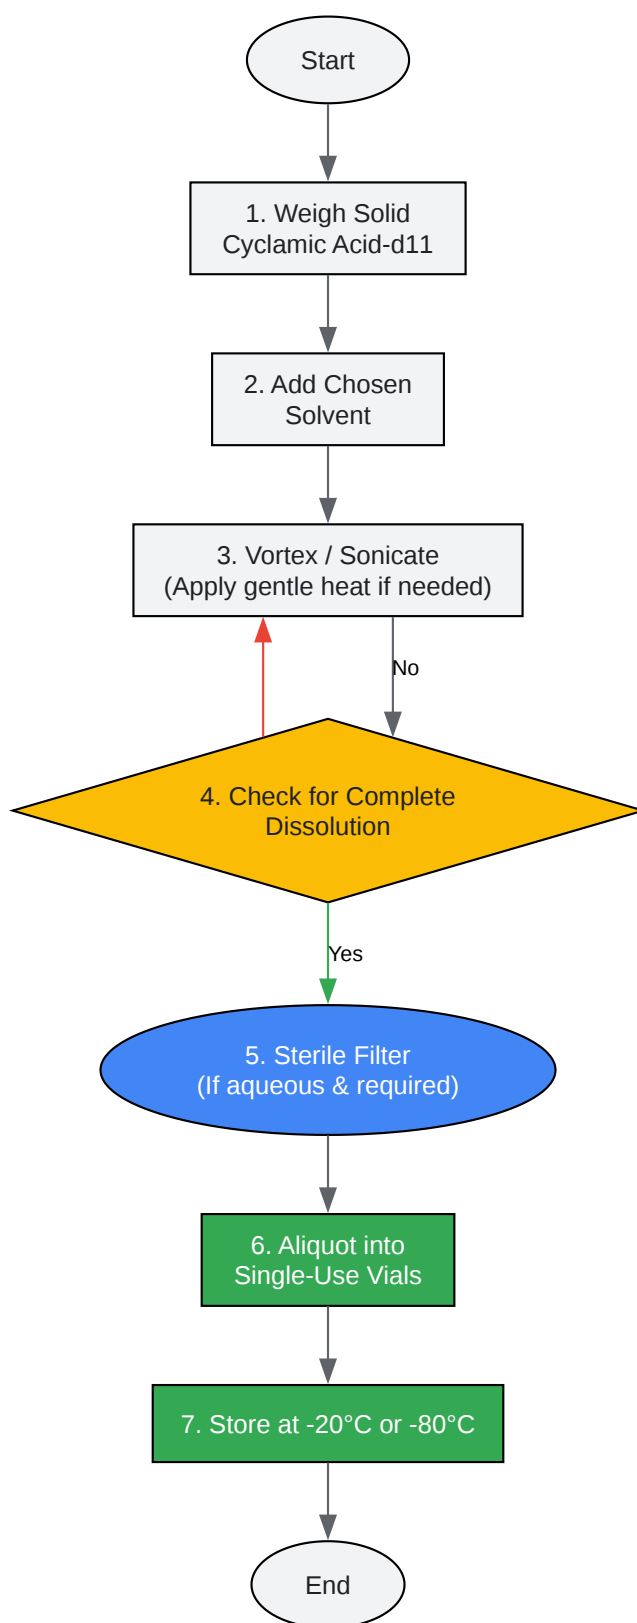 Start
1. Weigh Solid
Cyclamic Acid-d11
2. Add Chosen
Solvent
3. Vortex / Sonicate
(Apply gentle heat if needed)
No
4. Check for Complete
Dissolution
Yes
5. Sterile Filter
(If aqueous & required)
6. Aliquot into
Single-Use Vials
7. Store at -20°C or -80°C
End